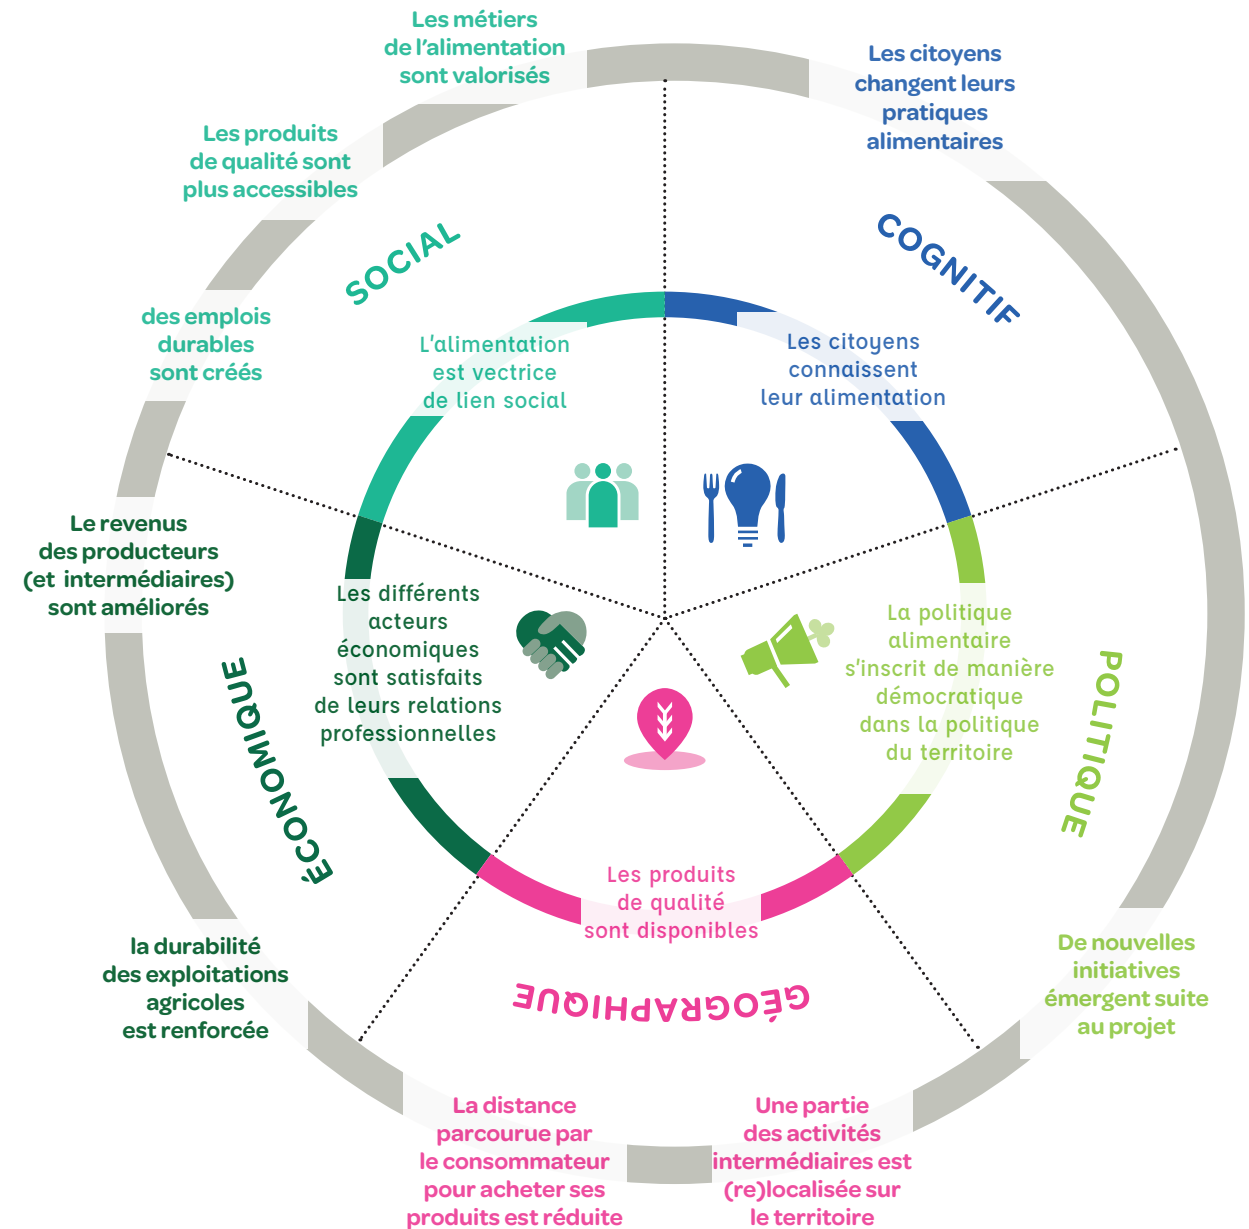 Les métiers
de l'alimentation
sont valorisés
Les citoyens
changent leurs
pratiques
alimentaires
Les produits
de qualité sont
plus accessibles
SOCIAL
COGNITIF
des emplois
durables
sont créés
L'alimentation
est vectrice
de lien social
Les citoyens
connaissent
leur alimentation
Le revenus
des producteurs
(et intermédiaires)
sont améliorés
Les différents
acteurs
économiques
sont satisfaits
de leurs relations
professionnelles
La politique
alimentaire
s'inscrit de manière
démocratique
dans la politique
du territoire
ÉCONOMIQUE
POLITIQUE
Les produits
de qualité
sont disponibles
GÉOGRAPHIQUE
la durabilité
des exploitations
agricoles
est renforcée
De nouvelles
initiatives
émergent suite
au projet
La distance
parcourue par
le consommateur
pour acheter ses
produits est réduite
Une partie
des activités
intermédiaires est
(re)localisée sur
le territoire